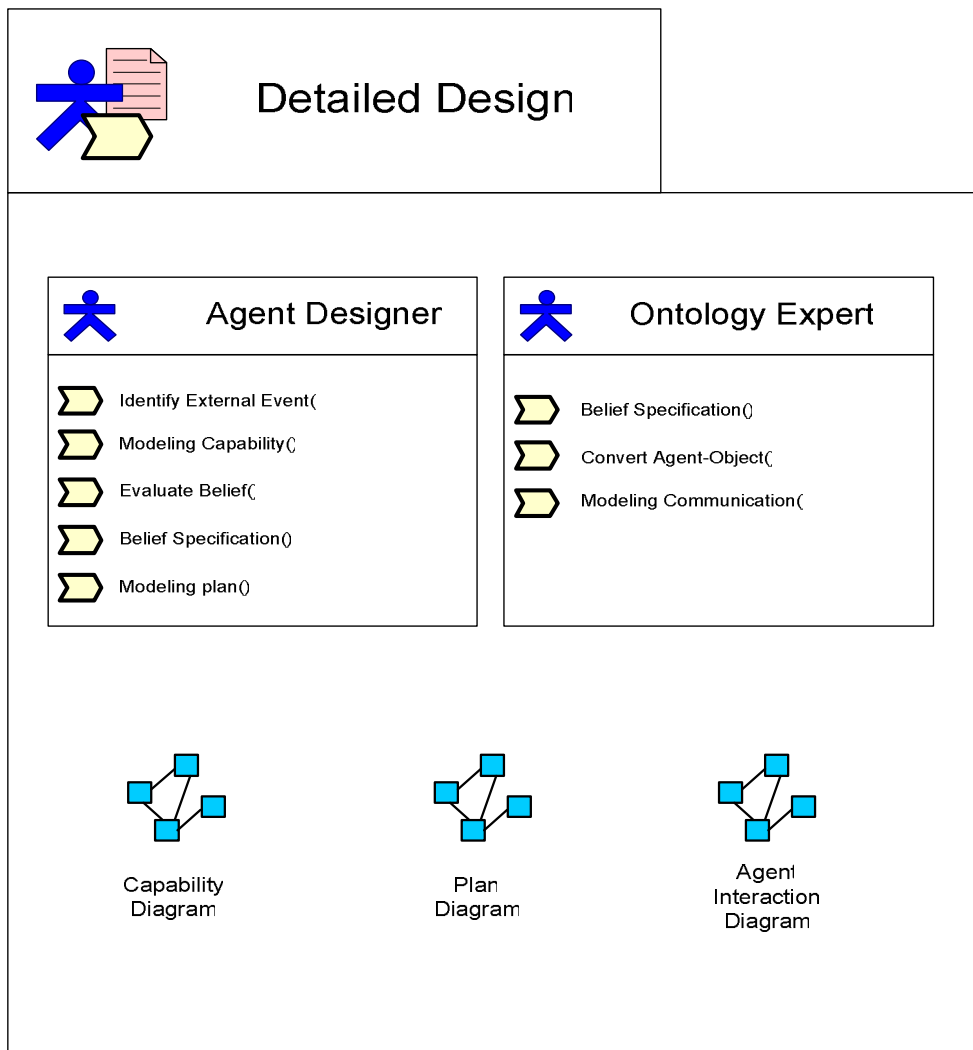 Detailed Design
Agent Designer
Identify External Event(
Modeling Capability()
Evaluate Belief(
Belief Specification()
Modeling plan()
Ontology Expert
Belief Specification()
Convert Agent-Object(
Modeling Communication(
Capability
Diagram
Plan
Diagram
Agent
Interaction
Diagram